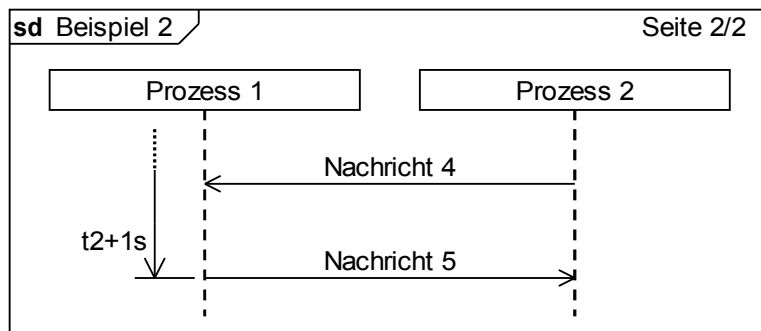 sd Beispiel 2
Seite 2/2
Prozess 1
Prozess 2
Nachricht 4
t2+1s
Nachricht 5